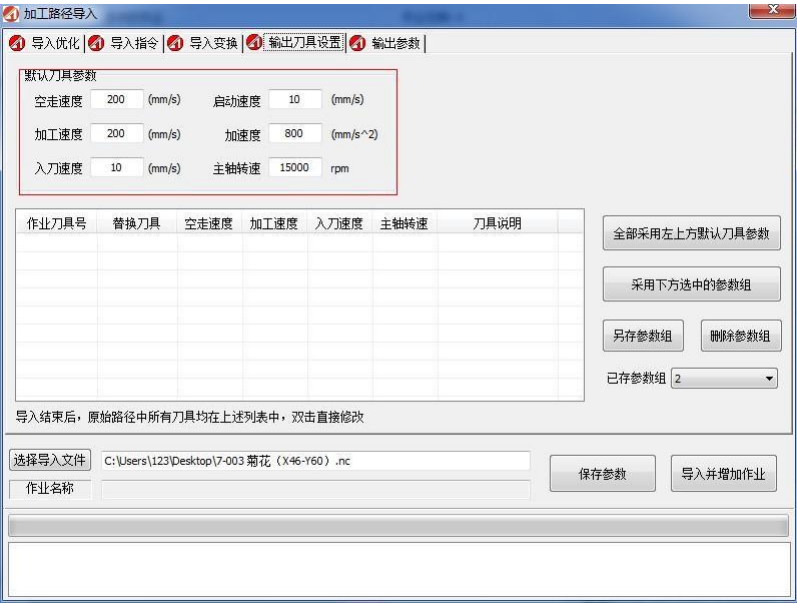 加工路径导入
导入优化 导入指令 导入变换 输出刀具设置 输出参数
默认刀具参数
空走速度 200 (mm/s) 启动速度 10 (mm/s)
加工速度 200 (mm/s) 加速度 800 (mm/s^2)
入刀速度 10 (mm/s) 主轴转速 15000 rpm
作业刀具号 替换刀具 空走速度 加工速度 入刀速度 主轴转速 刀具说明
全部采用左上方默认刀具参数
采用下方选中的参数组
另存参数组 删除参数组
已存参数组 2
导入结束后，原始路径中所有刀具均在上述列表中，双击直接修改
选择导入文件 C:\Users\123\Desktop\7-003 菊花（X46-Y60）.nc
作业名称
保存参数 导入并增加作业